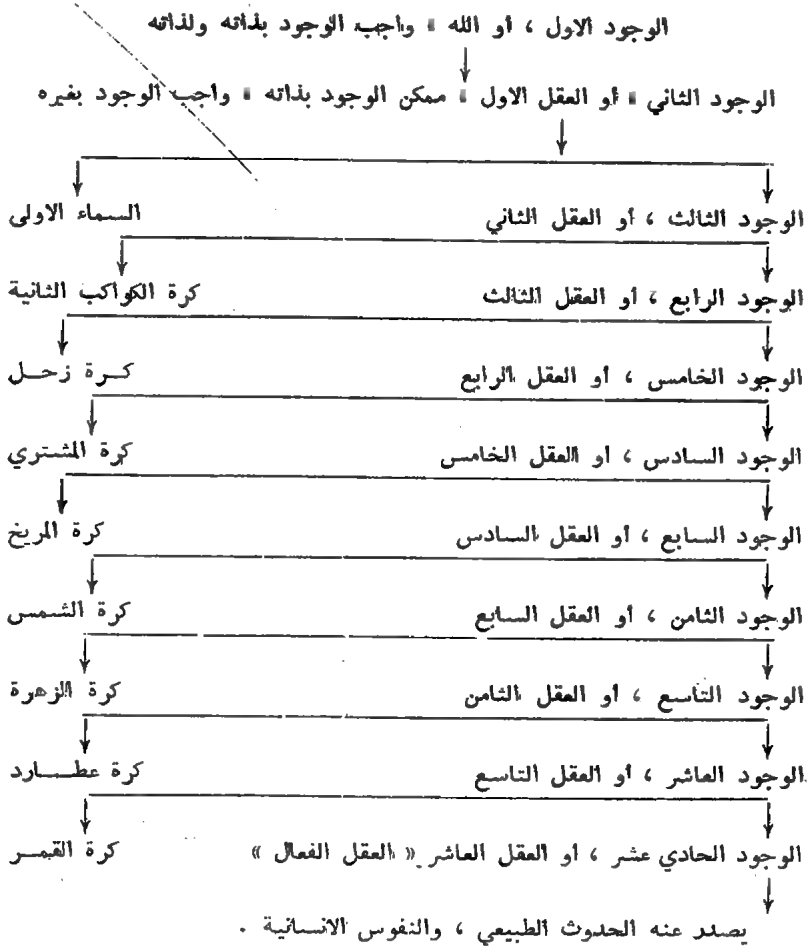 الوجود الاول ، أو الله = واجب الوجود بذاته ولذاته
الوجود الثاني = أو العقل الاول = ممكن الوجود بذاته = واجب الوجود بغيره
الوجود الثالث ، أو العقل الثاني السماء الاولى
الوجود الرابع ، أو العقل الثالث كرة الكواكب الثانية
الوجود الخامس ، أو العقل الرابع كــرة زحــل
الوجود السادس ، أو العقل الخامس كرة المشتري
الوجود السابع ، أو العقل السادس كرة المريخ
الوجود الثامن ، أو العقل السابع كرة الشمس
الوجود التاسع ، أو العقل الثامن كرة الزهرة
الوجود العاشر ، أو العقل التاسع كرة عطــارد
الوجود الحادي عشر ، أو العقل العاشر « العقل الفعال » كرة القمــر
يصدر عنه الحدوث الطبيعي ، والنفوس الانسانية .